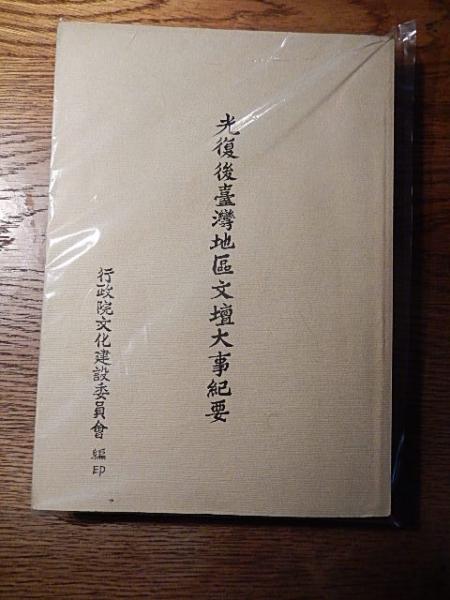 光復後臺灣地區文壇大事紀要
行政院文化建設委員會 編印